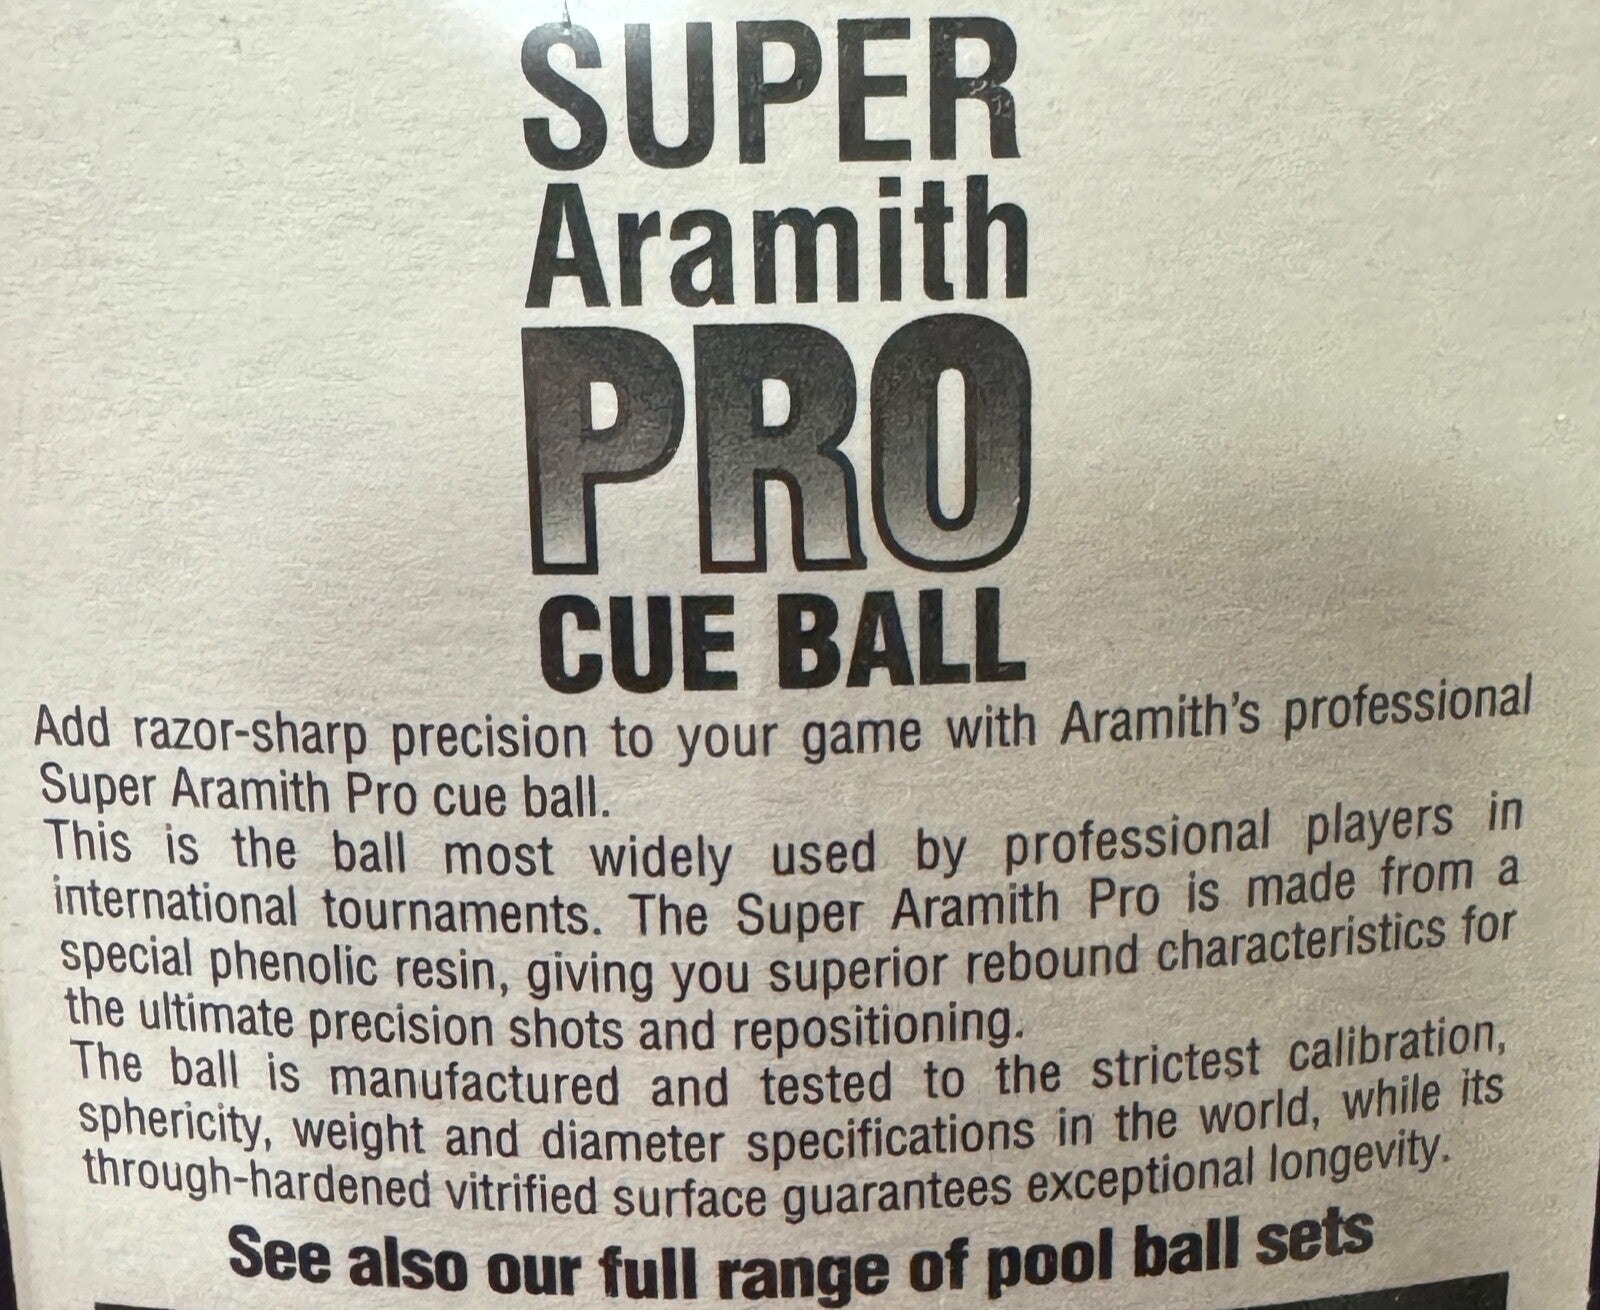 SUPER
Aramith
PRO
CUE BALL
Add razor-sharp precision to your game with Aramith's professional
Super Aramith Pro cue ball.
This is the ball most widely used by professional players in
international tournaments. The Super Aramith Pro is made from a
special phenolic resin, giving you superior rebound characteristics for
the ultimate precision shots and repositioning.
The ball is manufactured and tested to the strictest calibration,
sphericity, weight and diameter specifications in the world, while its
through-hardened vitrified surface guarantees exceptional longevity.
See also our full range of pool ball sets